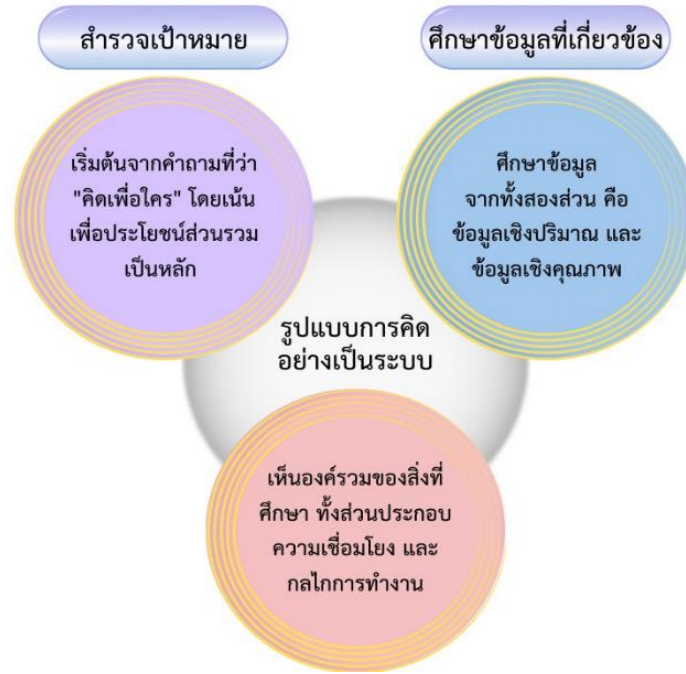 สำรวจเป้าหมาย
ศึกษาข้อมูลที่เกี่ยวข้อง
เริ่มต้นจากคำถามที่ว่า
"คิดเพื่อใคร" โดยเน้น
เพื่อประโยชน์ส่วนรวม
เป็นหลัก
ศึกษาข้อมูล
จากทั้งสองส่วน คือ
ข้อมูลเชิงปริมาณ และ
ข้อมูลเชิงคุณภาพ
รูปแบบการคิด
อย่างเป็นระบบ
เห็นองค์รวมของสิ่งที่
ศึกษา ทั้งส่วนประกอบ
ความเชื่อมโยง และ
กลไกการทำงาน